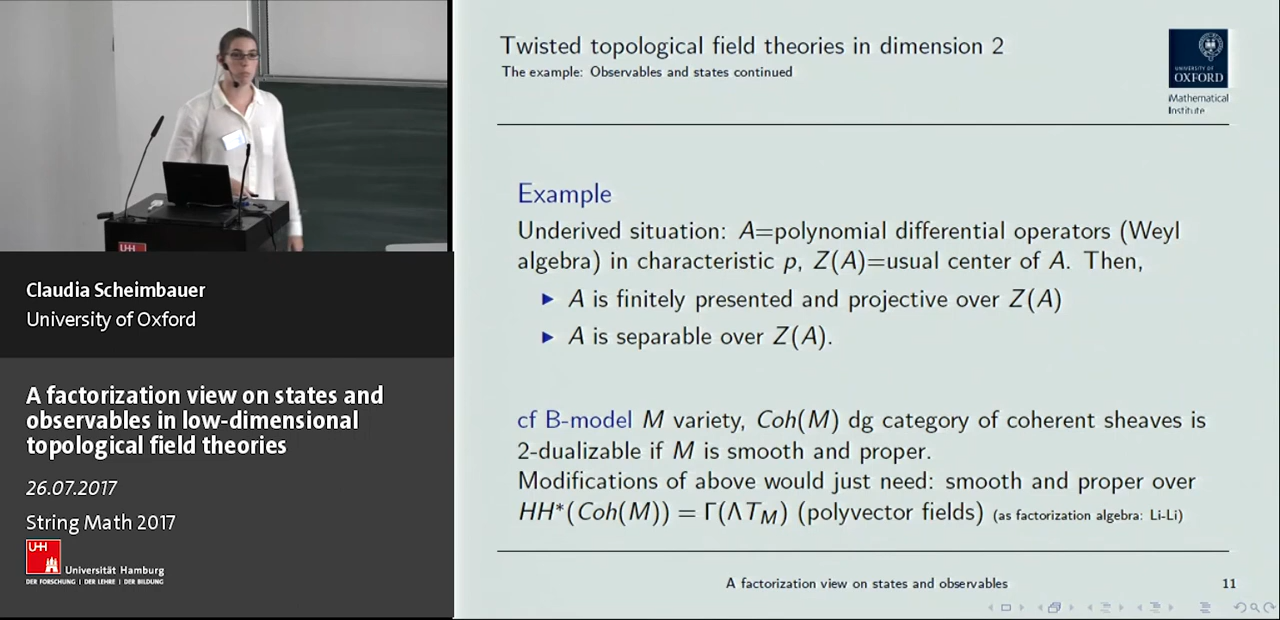 Twisted topological field theories in dimension 2
The example: Observables and states continued
UNIVERSITY OF
OXFORD
Mathematical
Institute
Example
Underived situation: A=polynomial differential operators (Weyl
algebra) in characteristic p, Z(A)=usual center of A. Then,
▶ A is finitely presented and projective over Z(A)
▶ A is separable over Z(A).
cf B-model M variety, Coh(M) dg category of coherent sheaves is
2-dualizable if M is smooth and proper.
Modifications of above would just need: smooth and proper over
HH*(Coh(M)) = Γ(ΛT_M) (polyvector fields) (as factorization algebra: Li-Li)
A factorization view on states and observables
11
UH
Claudia Scheimbauer
University of Oxford
A factorization view on states and
observables in low-dimensional
topological field theories
26.07.2017
String Math 2017
UH
Universität Hamburg
DER FORSCHUNG | DER LEHRE | DER BILDUNG